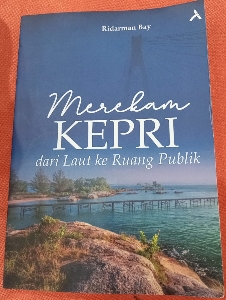 Ridarman Bay
Merekam
KEPRI
dari Laut ke Ruang Publik